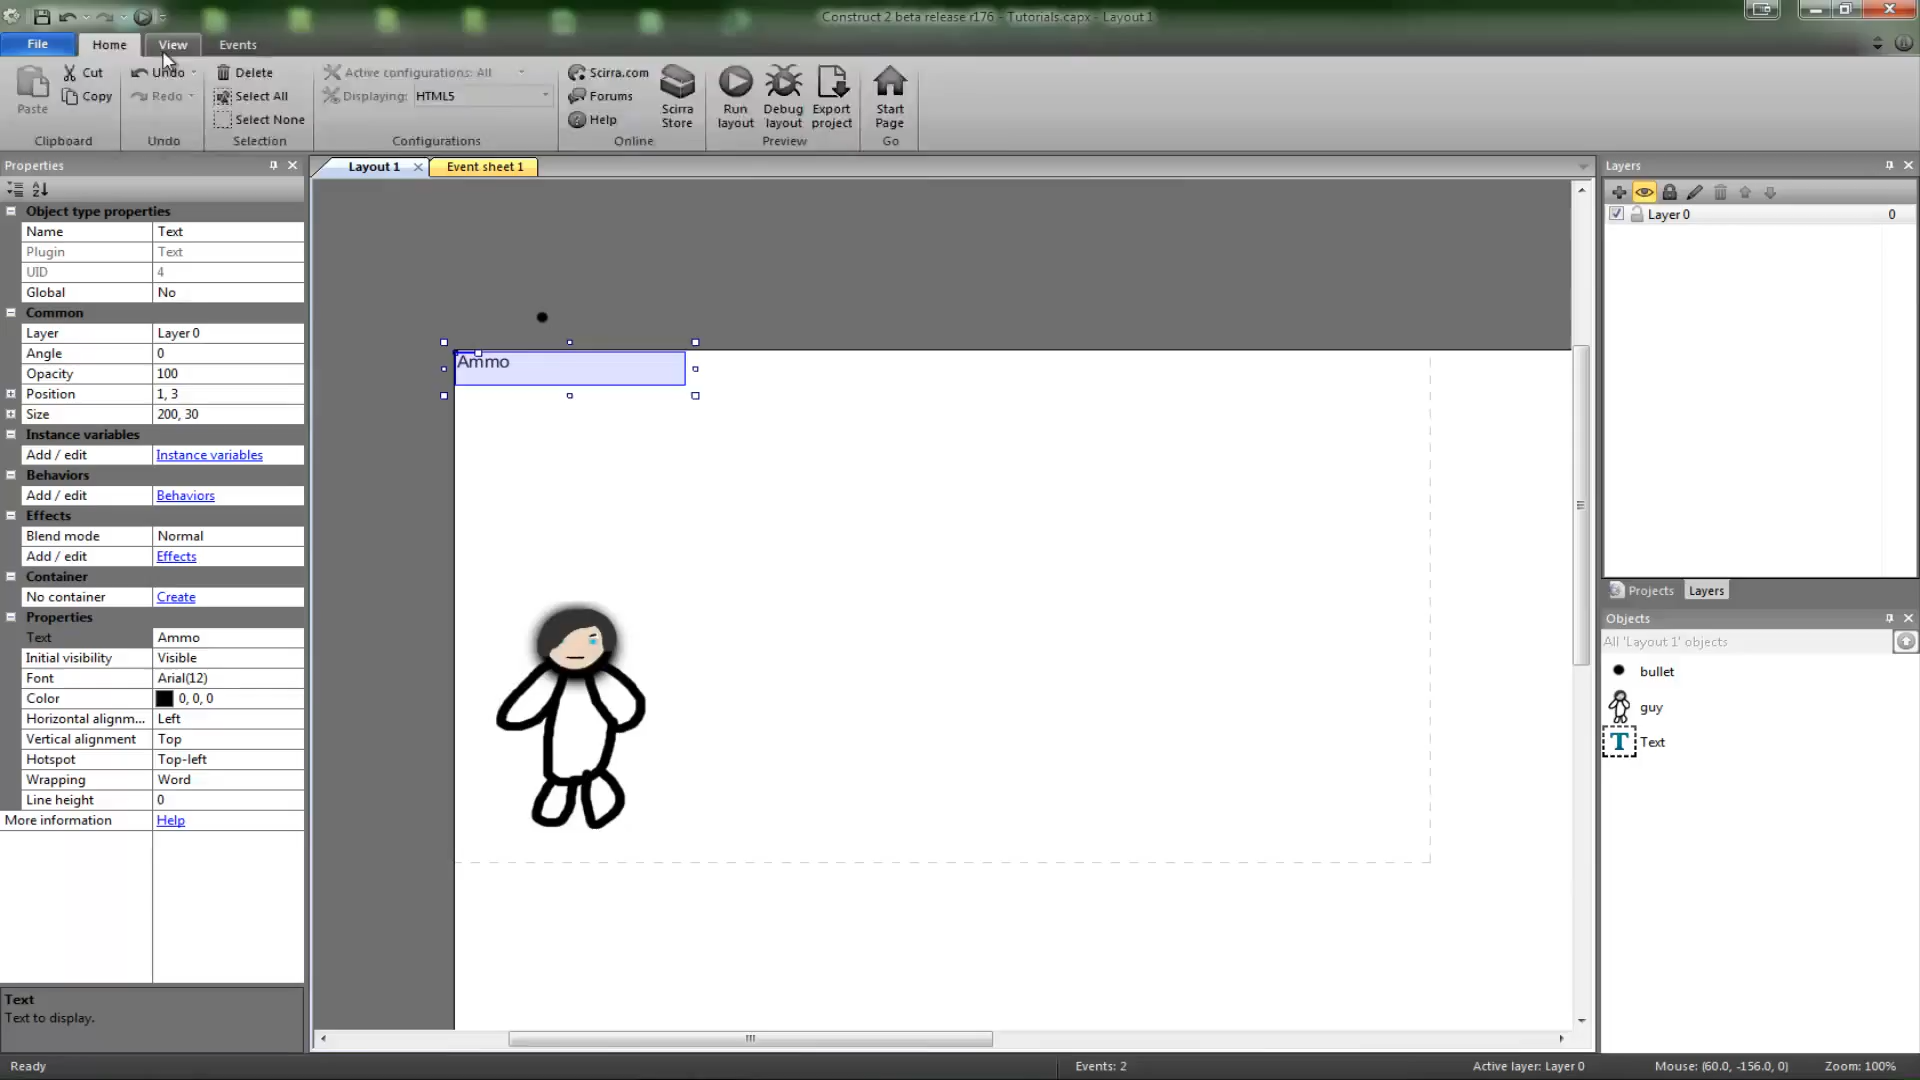 Construct 2 beta release r176 - Tutorials.capx - Layout 1
File Home View Events
Paste Cut Copy Clipboard
Undo Redo Undo
Delete Select All Select None Selection
Active configurations: All
Displaying: HTML5
Configurations
Scirra.com Forums Help Scirra Store Online
Run layout Debug layout Export project Preview
Start Page Go
Properties
Object type properties
Name Text
Plugin Text
UID 4
Global No
Common
Layer Layer 0
Angle 0
Opacity 100
Position 1, 3
Size 200, 30
Instance variables
Add / edit Instance variables
Behaviors
Add / edit Behaviors
Effects
Blend mode Normal
Add / edit Effects
Container
No container Create
Properties
Text Ammo
Initial visibility Visible
Font Arial(12)
Color 0, 0, 0
Horizontal alignm... Left
Vertical alignment Top
Hotspot Top-left
Wrapping Word
Line height 0
More information Help
Text
Text to display.
Layout 1 Event sheet 1
Ammo
Layers
Layer 0 0
Projects Layers
Objects
All 'Layout 1' objects
bullet
guy
T Text
Ready Events: 2 Active layer: Layer 0 Mouse: (60.0, -156.0, 0) Zoom: 100%